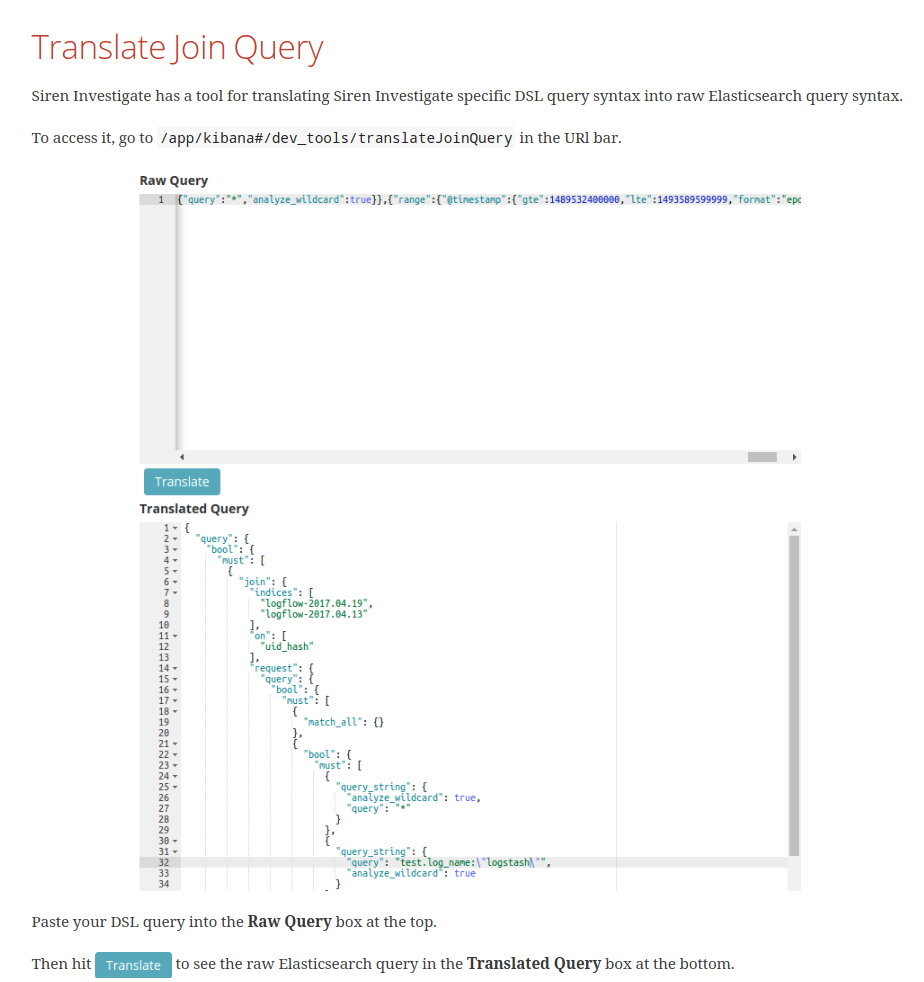 Translate Join Query
Siren Investigate has a tool for translating Siren Investigate specific DSL query syntax into raw Elasticsearch query syntax.
To access it, go to /app/kibana#/dev_tools/translateJoinQuery in the URl bar.
Raw Query
1 {"query":"*","analyze_wildcard":true}},{"range":{"@timestamp":{"gte":1489532400000,"lte":1493589599999,"format":"epo
Translate
Translated Query
1 {
2 "query": {
3 "bool": {
4 "must": [
5 {
6 "join": {
7 "indices": [
8 "logflow-2017.04.19",
9 "logflow-2017.04.13"
10 ],
11 "on": [
12 "uid_hash"
13 ],
14 "request": {
15 "query": {
16 "bool": {
17 "must": [
18 {
19 "match_all": {}
20 },
21 {
22 "bool": {
23 "must": [
24 {
25 "query_string": {
26 "analyze_wildcard": true,
27 "query": "*"
28 }
29 },
30 {
31 "query_string": {
32 "query": "test.log_name:\"logstash\"",
33 "analyze_wildcard": true
34 }
Paste your DSL query into the Raw Query box at the top.
Then hit Translate to see the raw Elasticsearch query in the Translated Query box at the bottom.